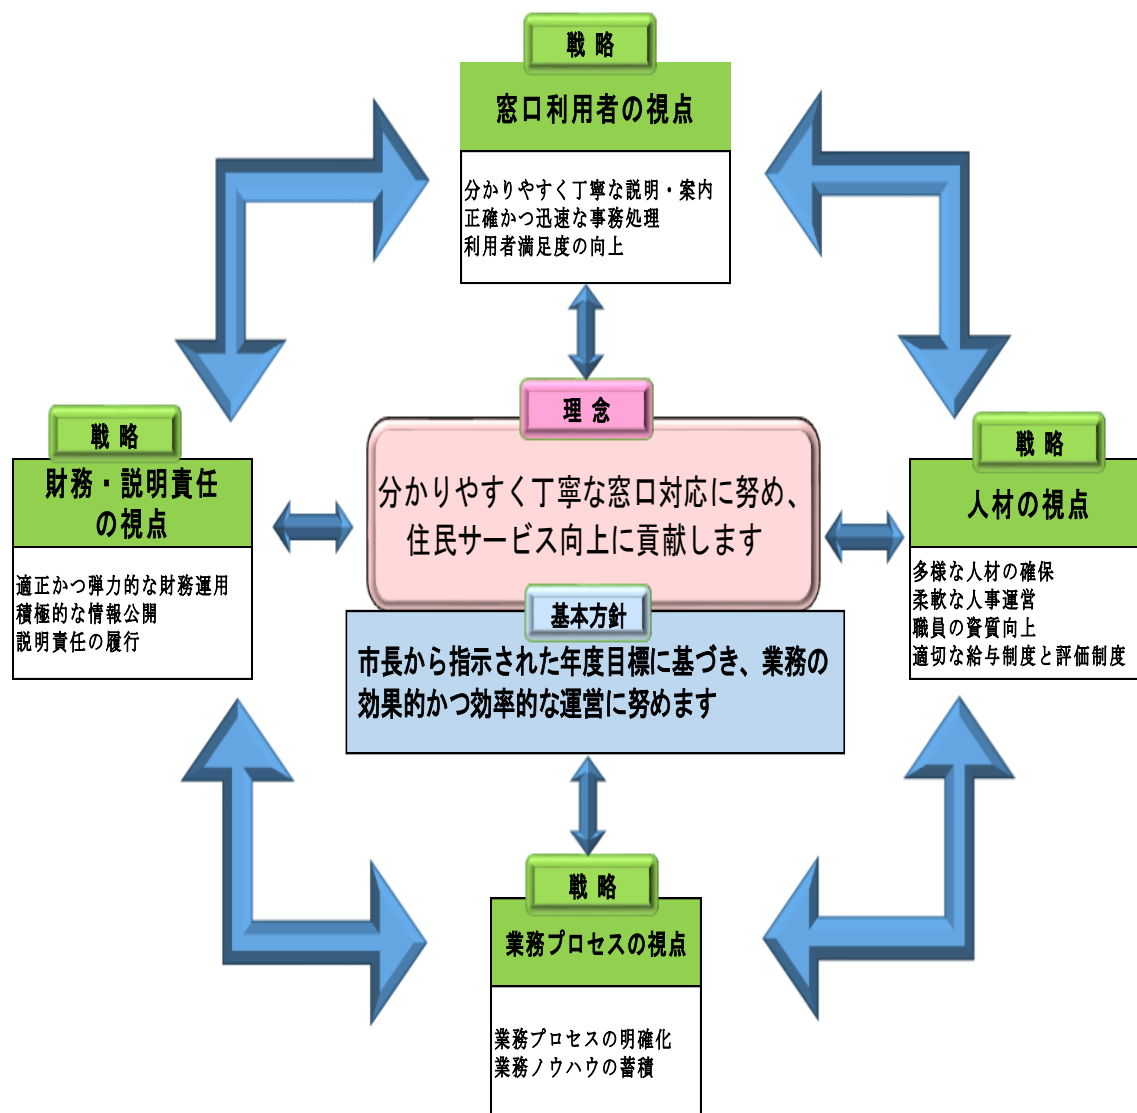 戦略
窓口利用者の視点
分かりやすく丁寧な説明・案内
正確かつ迅速な事務処理
利用者満足度の向上
戦略
財務・説明責任
の視点
適正かつ弾力的な財務運用
積極的な情報公開
説明責任の履行
理念
分かりやすく丁寧な窓口対応に努め、
住民サービス向上に貢献します
基本方針
市長から指示された年度目標に基づき、業務の
効果的かつ効率的な運営に努めます
戦略
人材の視点
多様な人材の確保
柔軟な人事運営
職員の資質向上
適切な給与制度と評価制度
戦略
業務プロセスの視点
業務プロセスの明確化
業務ノウハウの蓄積